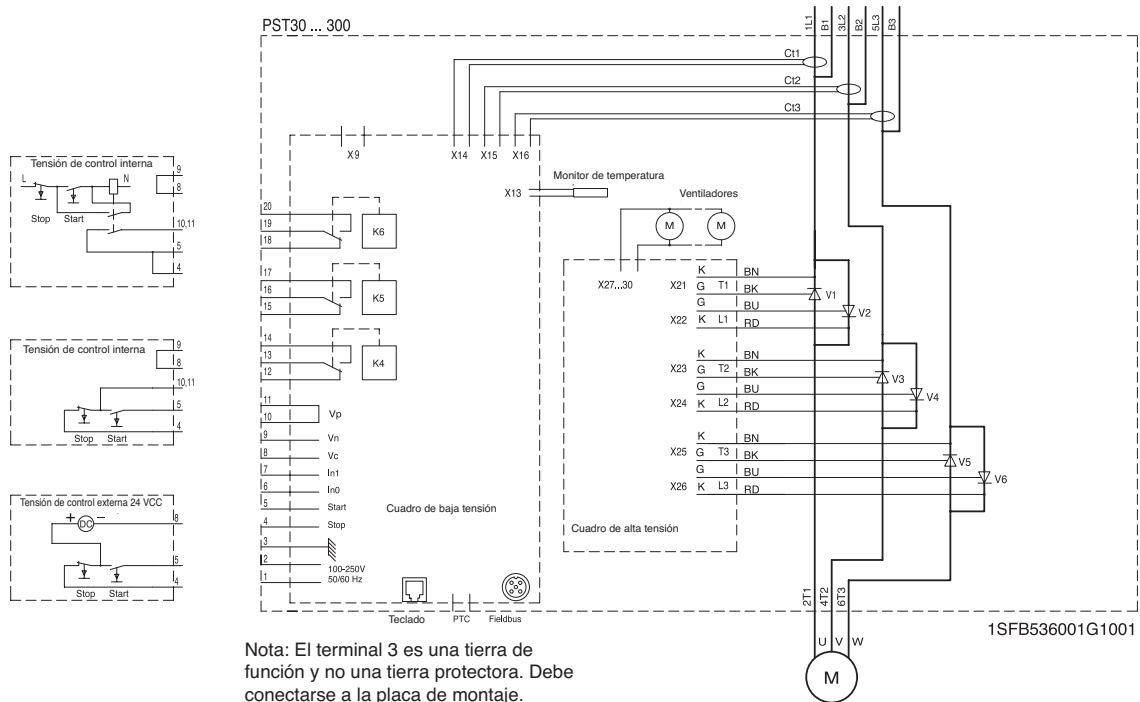 PST30 ... 300
1L1
B1
3L2
B2
5L3
B3
Ct1
Ct2
Ct3
X9
X14
X15
X16
X13
Monitor de temperatura
Ventiladores
M
M
X27...30
20
19
18
K6
17
16
15
K5
14
13
12
K4
11
10
Vp
9
Vn
8
Vc
7
In1
6
In0
5
Start
4
Stop
3
2
1
100-250V
50/60 Hz
Cuadro de baja tensión
Teclado
PTC
Fieldbus
K BN
X21 G T1 BK
G BU
X22 K L1 RD
V1
V2
K BN
X23 G T2 BK
G BU
X24 K L2 RD
V3
V4
K BN
X25 G T3 BK
G BU
X26 K L3 RD
V5
V6
Cuadro de alta tensión
2T1
4T2
6T3
U V W
M
1SFB536001G1001
Tensión de control interna
L
N
Stop Start
9
8
10,11
5
4
Tensión de control interna
9
8
10,11
5
4
Stop Start
Tensión de control externa 24 VCC
+ DC −
8
5
4
Stop Start
Nota: El terminal 3 es una tierra de
función y no una tierra protectora. Debe
conectarse a la placa de montaje.